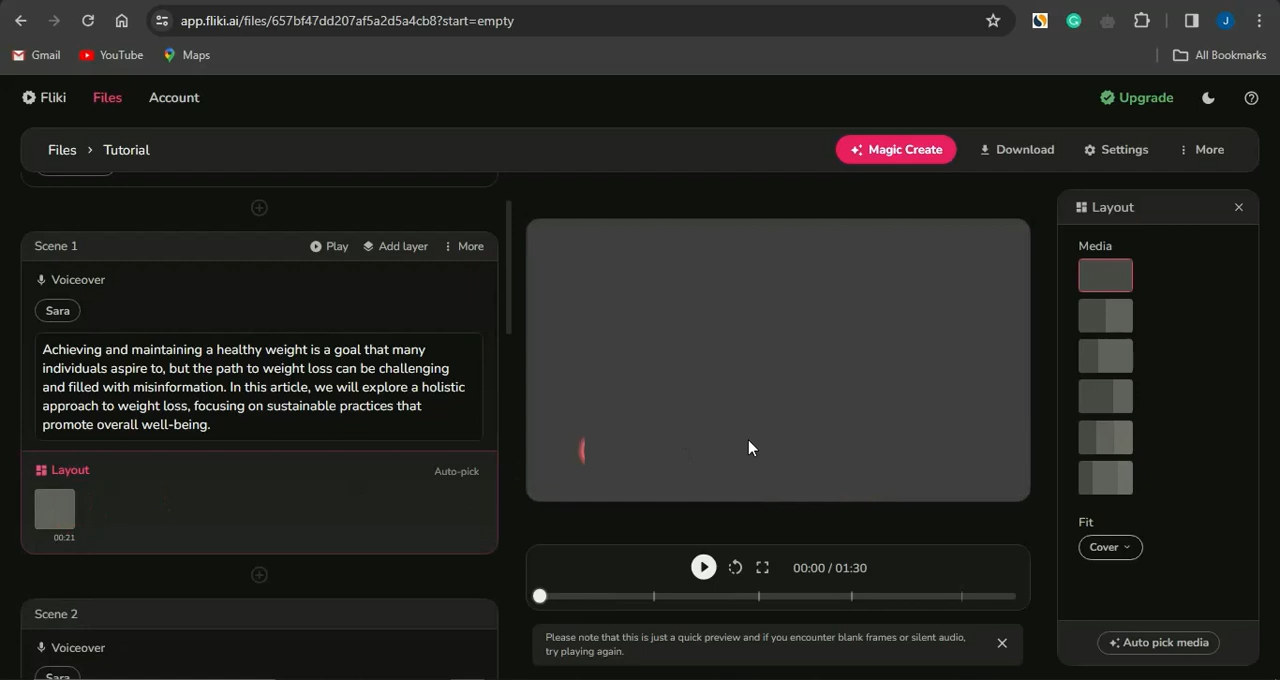 app.fliki.ai/files/657bf47dd207af5a2d5a4cb8?start=empty
J
Gmail
YouTube
Maps
All Bookmarks
Fliki
Files
Account
Upgrade
Files
Tutorial
Magic Create
Download
Settings
More
Scene 1
Play
Add layer
More
Voiceover
Sara
Achieving and maintaining a healthy weight is a goal that many
individuals aspire to, but the path to weight loss can be challenging
and filled with misinformation. In this article, we will explore a holistic
approach to weight loss, focusing on sustainable practices that
promote overall well-being.
Layout
Auto-pick
00:21
Scene 2
Voiceover
Sara
00:00 / 01:30
Please note that this is just a quick preview and if you encounter blank frames or silent audio,
try playing again.
Layout
Media
Fit
Cover
Auto pick media